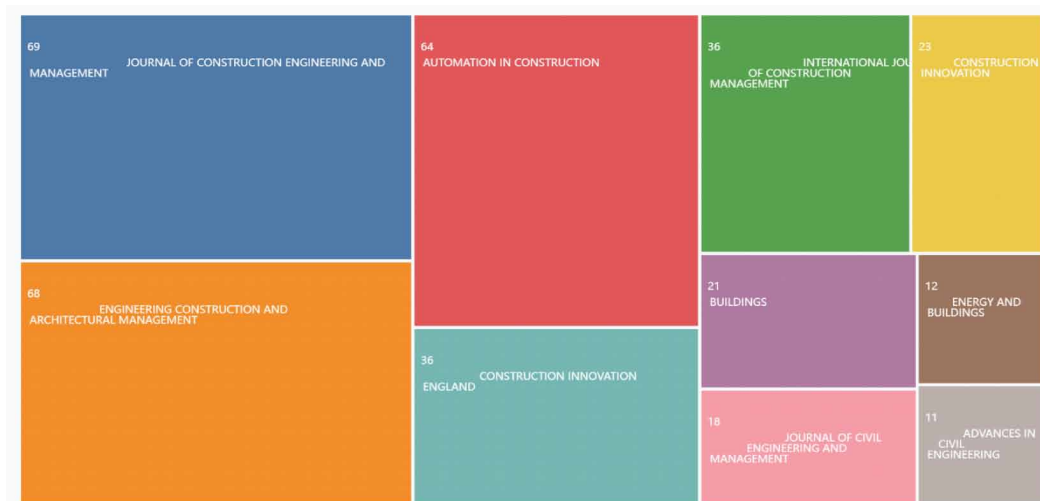 69
JOURNAL OF CONSTRUCTION ENGINEERING AND
MANAGEMENT
68
ENGINEERING CONSTRUCTION AND
ARCHITECTURAL MANAGEMENT
64
AUTOMATION IN CONSTRUCTION
36
CONSTRUCTION INNOVATION
ENGLAND
36
INTERNATIONAL JOU
OF CONSTRUCTION
MANAGEMENT
23
CONSTRUCTION
INNOVATION
21
BUILDINGS
12
ENERGY AND
BUILDINGS
18
JOURNAL OF CIVIL
ENGINEERING AND
MANAGEMENT
11
ADVANCES IN
CIVIL
ENGINEERING